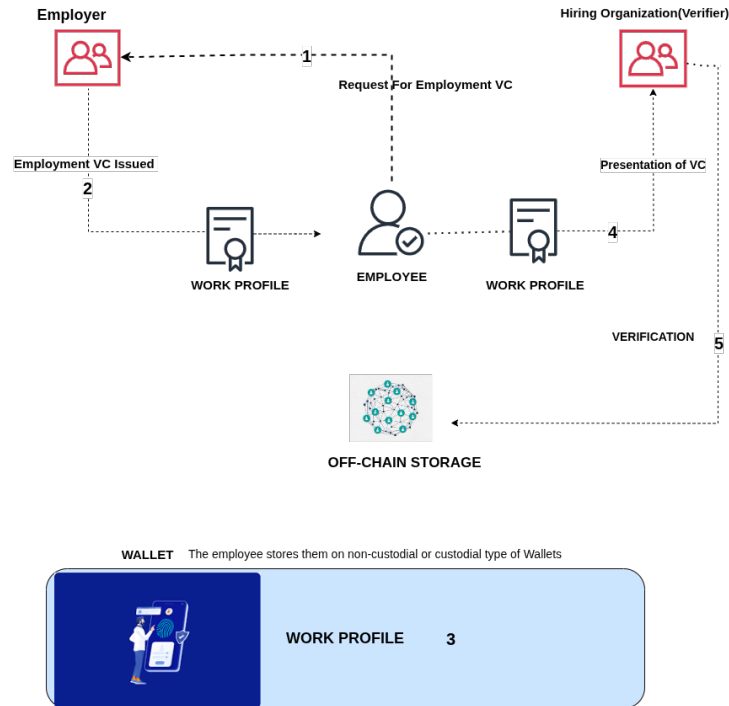 Employer
Hiring Organization(Verifier)
1
Request For Employment VC
Employment VC Issued
2
Presentation of VC
4
WORK PROFILE
EMPLOYEE
WORK PROFILE
VERIFICATION
5
OFF-CHAIN STORAGE
WALLET The employee stores them on non-custodial or custodial type of Wallets
WORK PROFILE 3